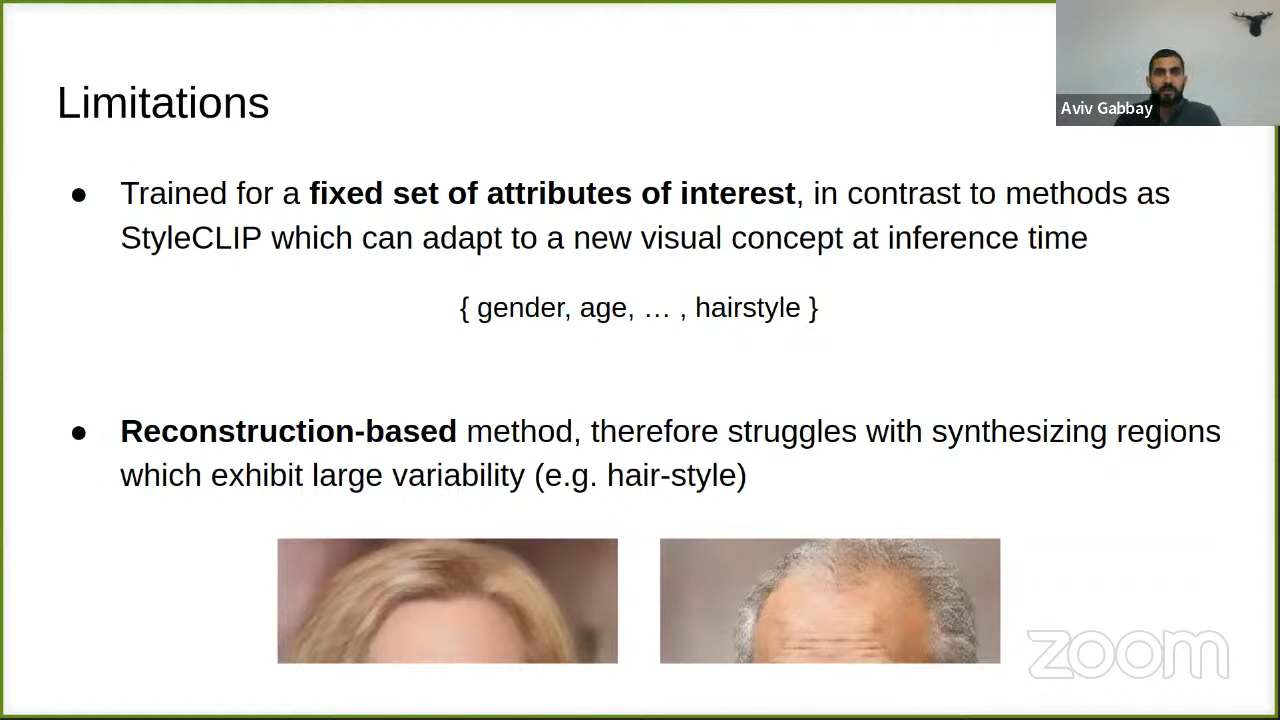 Limitations
Aviv Gabbay
● Trained for a fixed set of attributes of interest, in contrast to methods as
StyleCLIP which can adapt to a new visual concept at inference time
{ gender, age, … , hairstyle }
● Reconstruction-based method, therefore struggles with synthesizing regions
which exhibit large variability (e.g. hair-style)
zoom